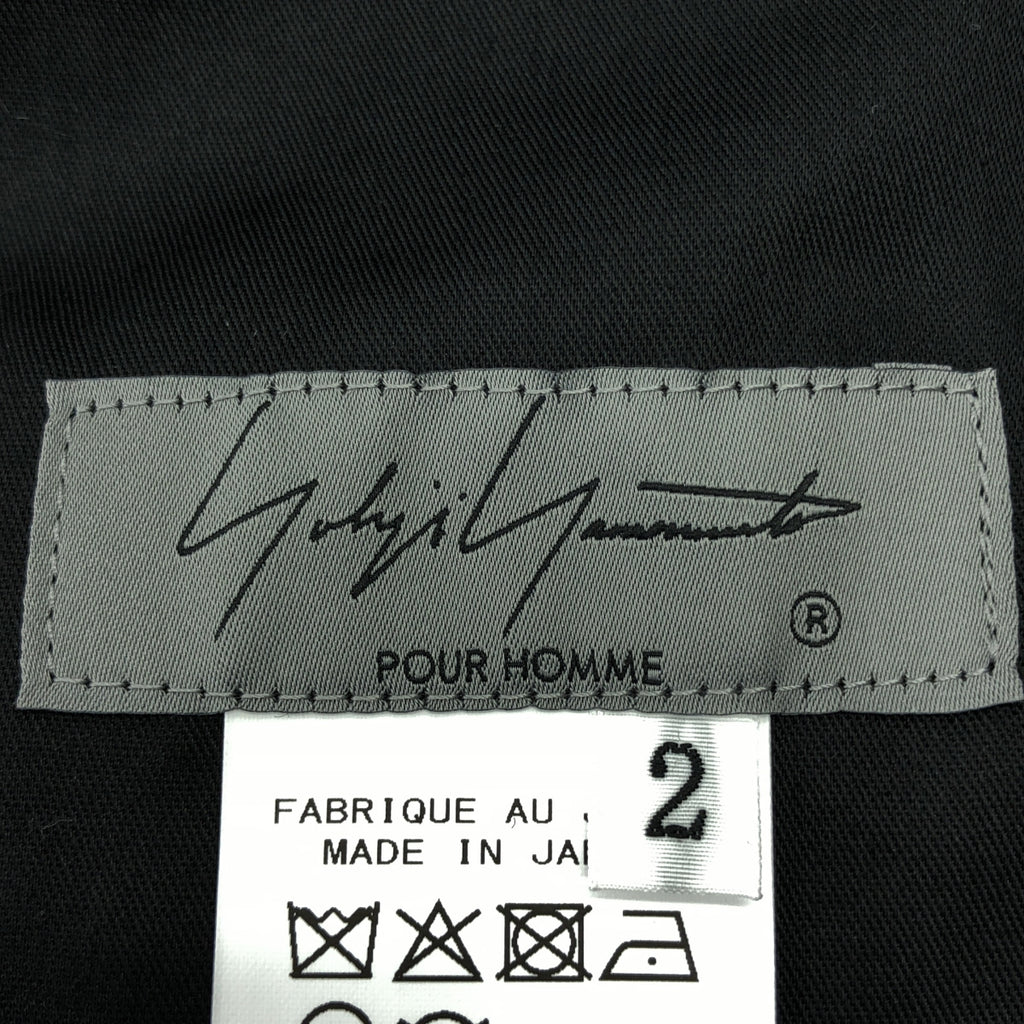 Yohji Yamamoto
®
POUR HOMME
2
FABRIQUE AU
MADE IN JA